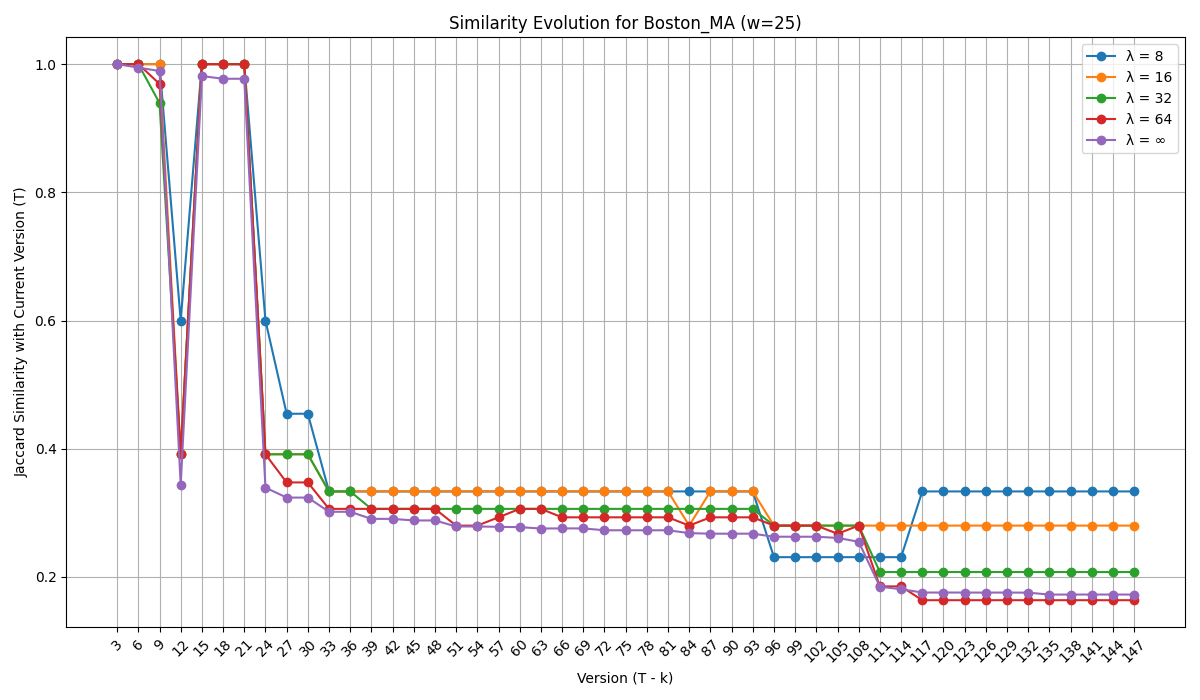 Similarity Evolution for Boston_MA (w=25)
λ = 8
λ = 16
λ = 32
λ = 64
λ = ∞
Jaccard Similarity with Current Version (T)
1.0
0.8
0.6
0.4
0.2
3 6 9 12 15 18 21 24 27 30 33 36 39 42 45 48 51 54 57 60 63 66 69 72 75 78 81 84 87 90 93 96 99 102 105 108 111 114 117 120 123 126 129 132 135 138 141 144 147
Version (T - k)